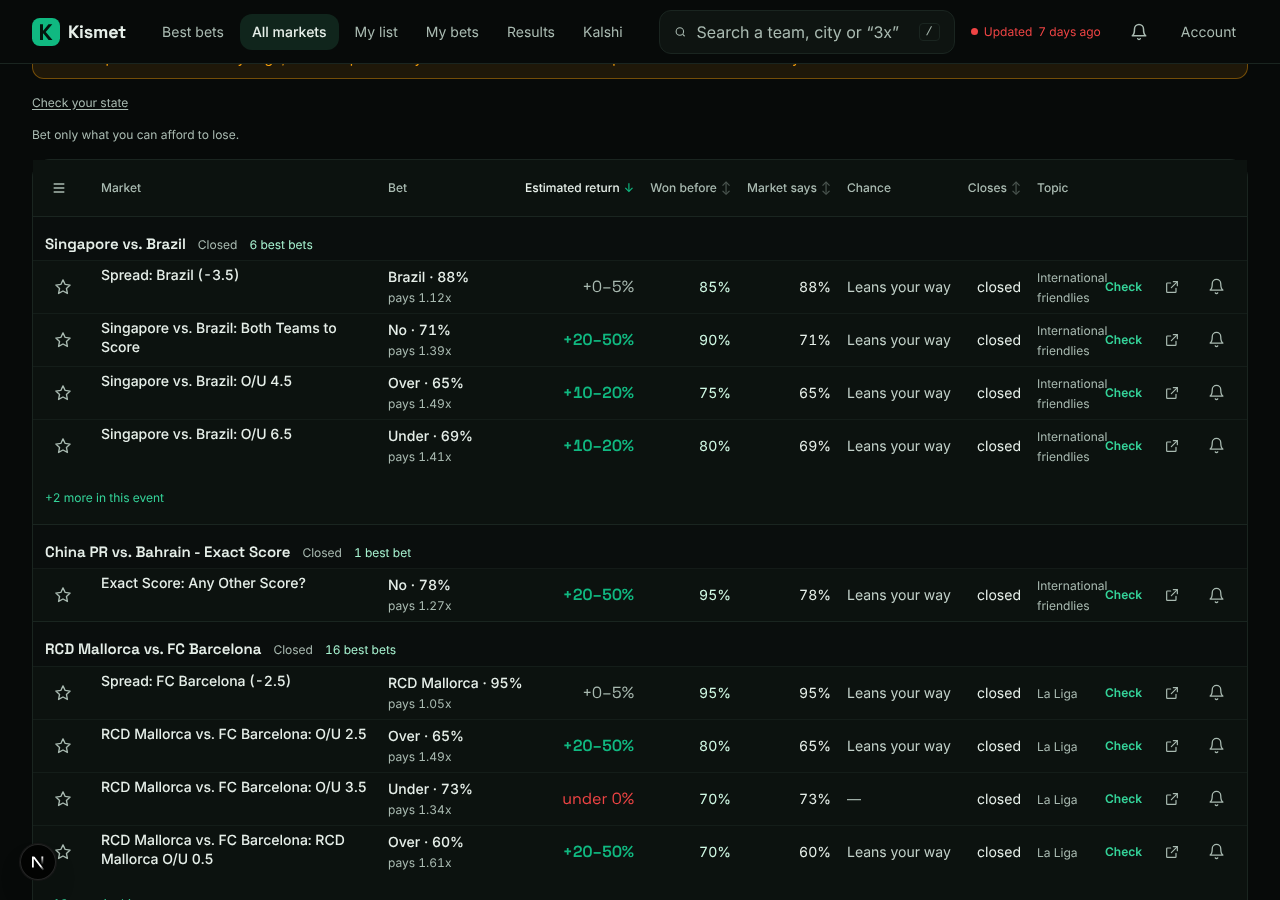 Kismet
Best bets
All markets
My list
My bets
Results
Kalshi
Search a team, city or “3x”
/
Updated 7 days ago
Account
Check your state
Bet only what you can afford to lose.
Market Bet Estimated return Won before Market says Chance Closes Topic
Singapore vs. Brazil Closed 6 best bets
Spread: Brazil (-3.5)
Brazil · 88%
pays 1.12x
+0–5% 85% 88% Leans your way closed
International
friendlies
Check
Singapore vs. Brazil: Both Teams to
Score
No · 71%
pays 1.39x
+20–50% 90% 71% Leans your way closed
International
friendlies
Check
Singapore vs. Brazil: O/U 4.5
Over · 65%
pays 1.49x
+10–20% 75% 65% Leans your way closed
International
friendlies
Check
Singapore vs. Brazil: O/U 6.5
Under · 69%
pays 1.41x
+10–20% 80% 69% Leans your way closed
International
friendlies
Check
+2 more in this event
China PR vs. Bahrain - Exact Score Closed 1 best bet
Exact Score: Any Other Score?
No · 78%
pays 1.27x
+20–50% 95% 78% Leans your way closed
International
friendlies
Check
RCD Mallorca vs. FC Barcelona Closed 16 best bets
Spread: FC Barcelona (-2.5)
RCD Mallorca · 95%
pays 1.05x
+0–5% 95% 95% Leans your way closed La Liga Check
RCD Mallorca vs. FC Barcelona: O/U 2.5
Over · 65%
pays 1.49x
+20–50% 80% 65% Leans your way closed La Liga Check
RCD Mallorca vs. FC Barcelona: O/U 3.5
Under · 73%
pays 1.34x
under 0% 70% 73% — closed La Liga Check
RCD Mallorca vs. FC Barcelona: RCD
Mallorca O/U 0.5
Over · 60%
pays 1.61x
+20–50% 70% 60% Leans your way closed La Liga Check